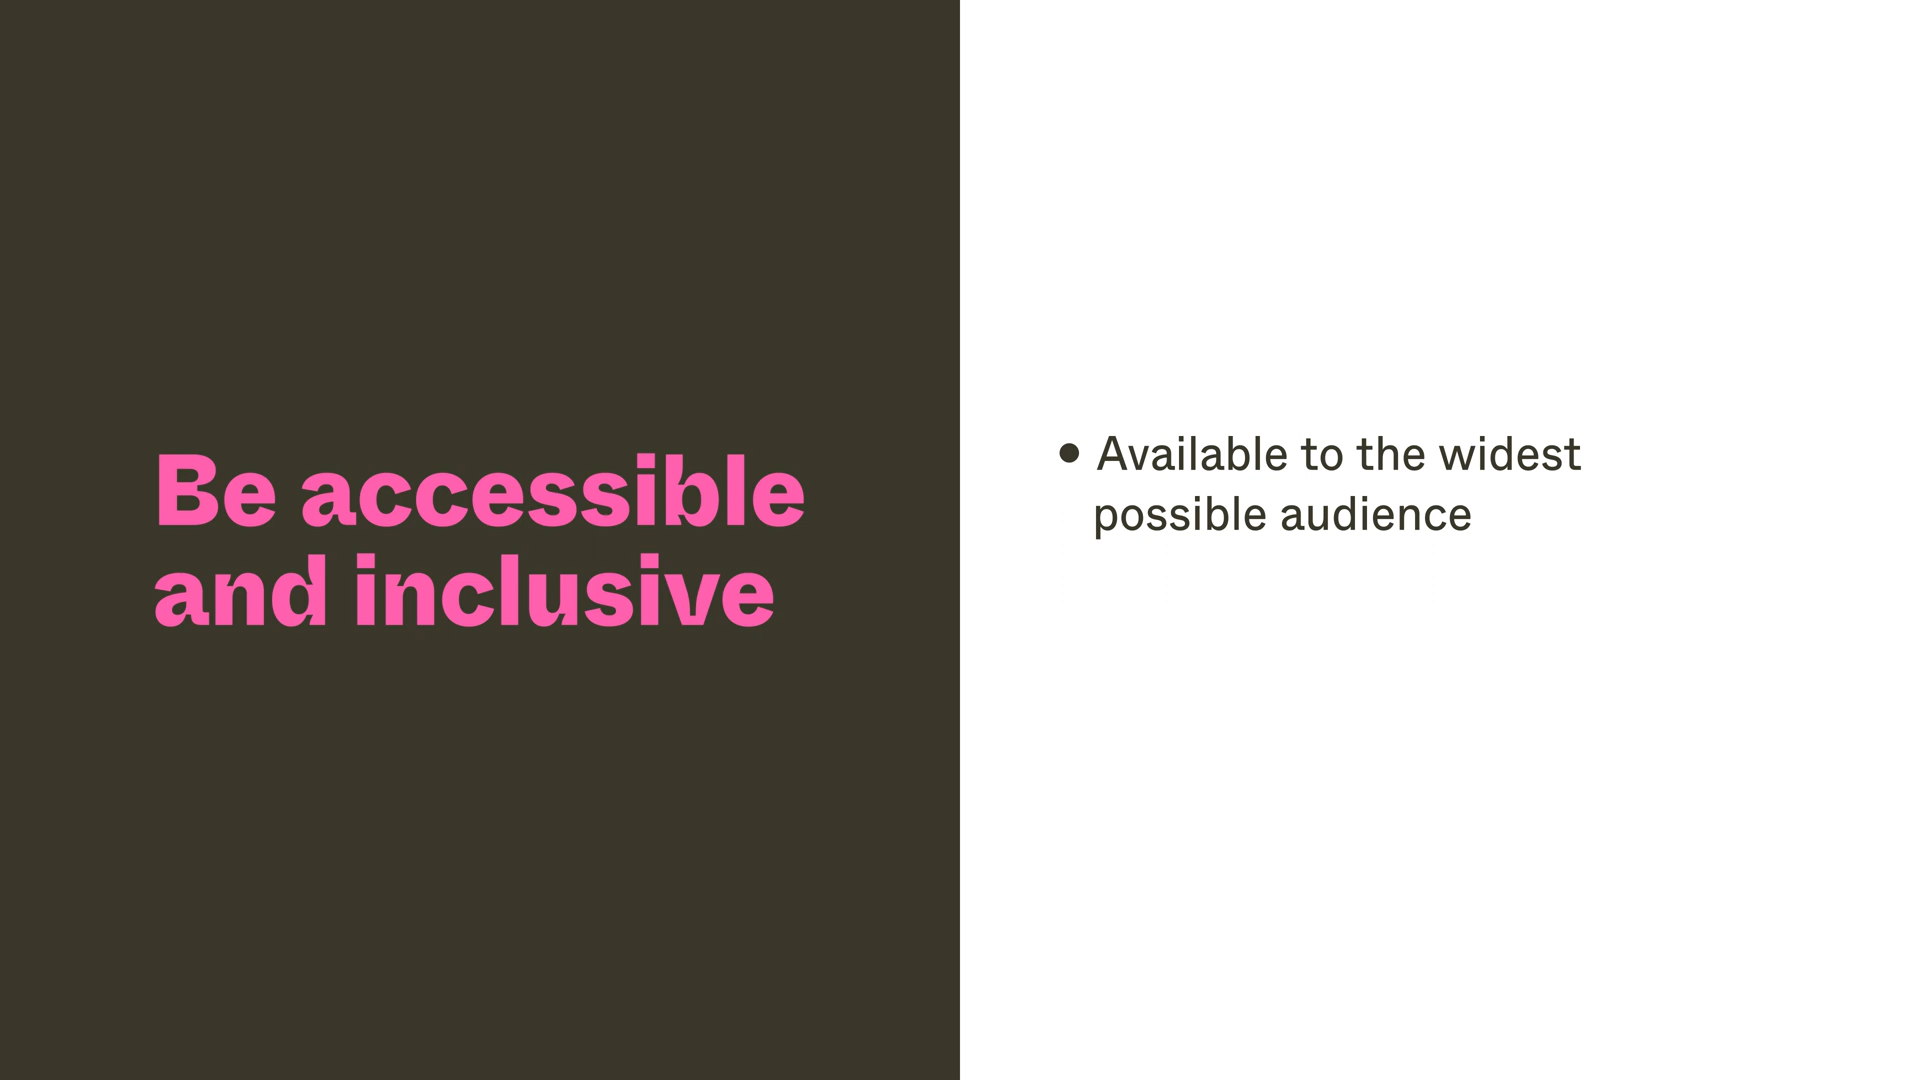 Be accessible
and inclusive
• Available to the widest
possible audience